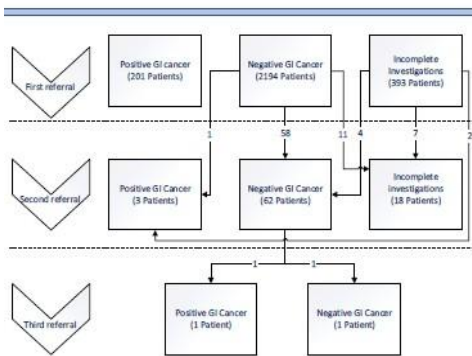 First referral
Positive GI cancer
(201 Patients)
Negative GI Cancer
(2194 Patients)
Incomplete
Investigations
(393 Patients)
1
58
11
4
7
2
Second referral
Positive GI Cancer
(3 Patients)
Negative GI Cancer
(62 Patients)
Incomplete
investigations
(18 Patients)
1
1
Third referral
Positive GI Cancer
(1 Patient)
Negative GI Cancer
(1 Patient)